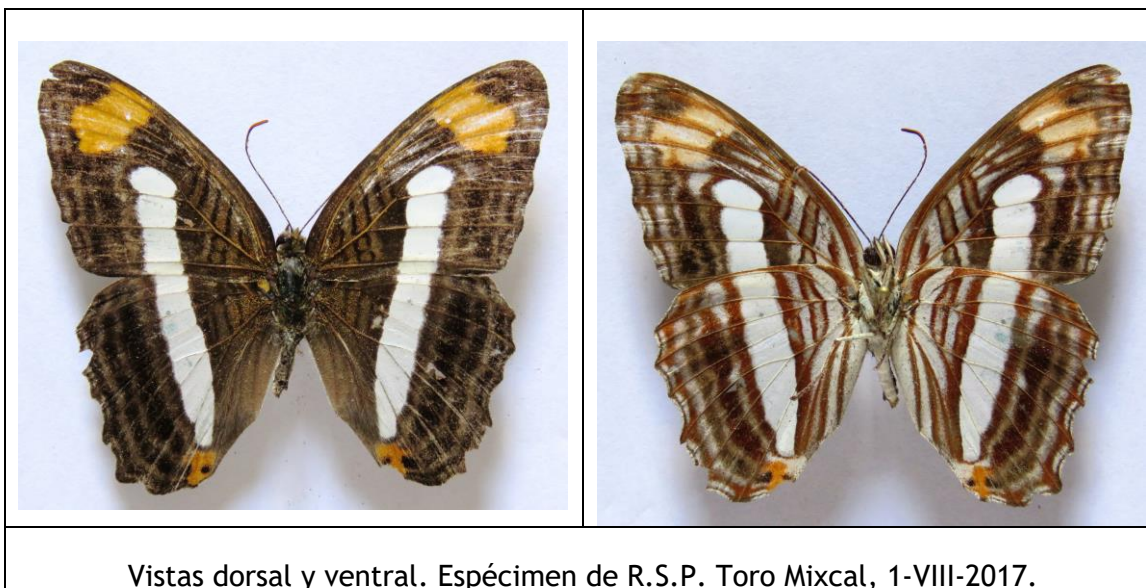 Vistas dorsal y ventral. Espécimen de R.S.P. Toro Mixcal, 1-VIII-2017.